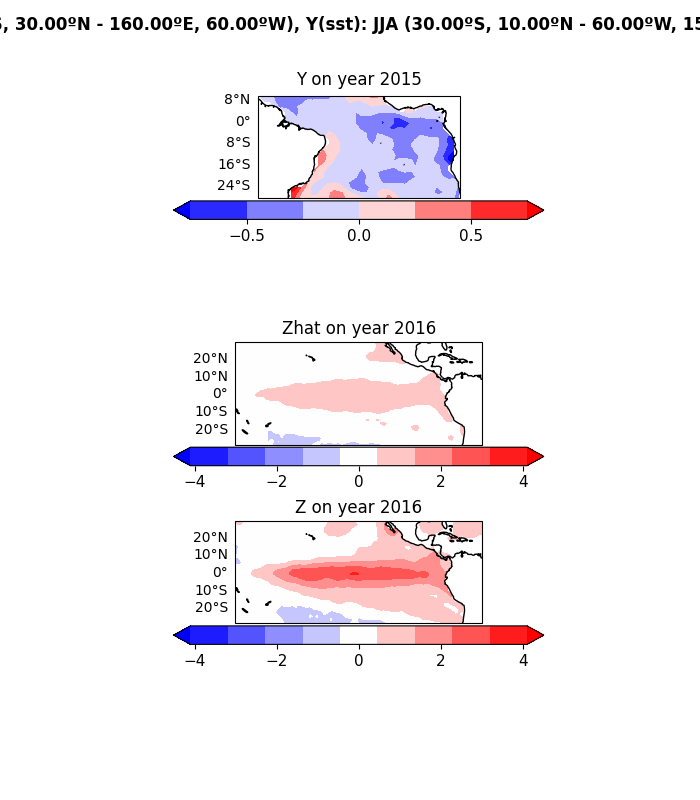 30.00ºN - 160.00ºE, 60.00ºW), Y(sst): JJA (30.00ºS, 10.00ºN - 60.00ºW,
Y on year 2015
8°N
0°
8°S
16°S
24°S
−0.5 0.0 0.5
Zhat on year 2016
20°N
10°N
0°
10°S
20°S
−4 −2 0 2 4
Z on year 2016
20°N
10°N
0°
10°S
20°S
−4 −2 0 2 4